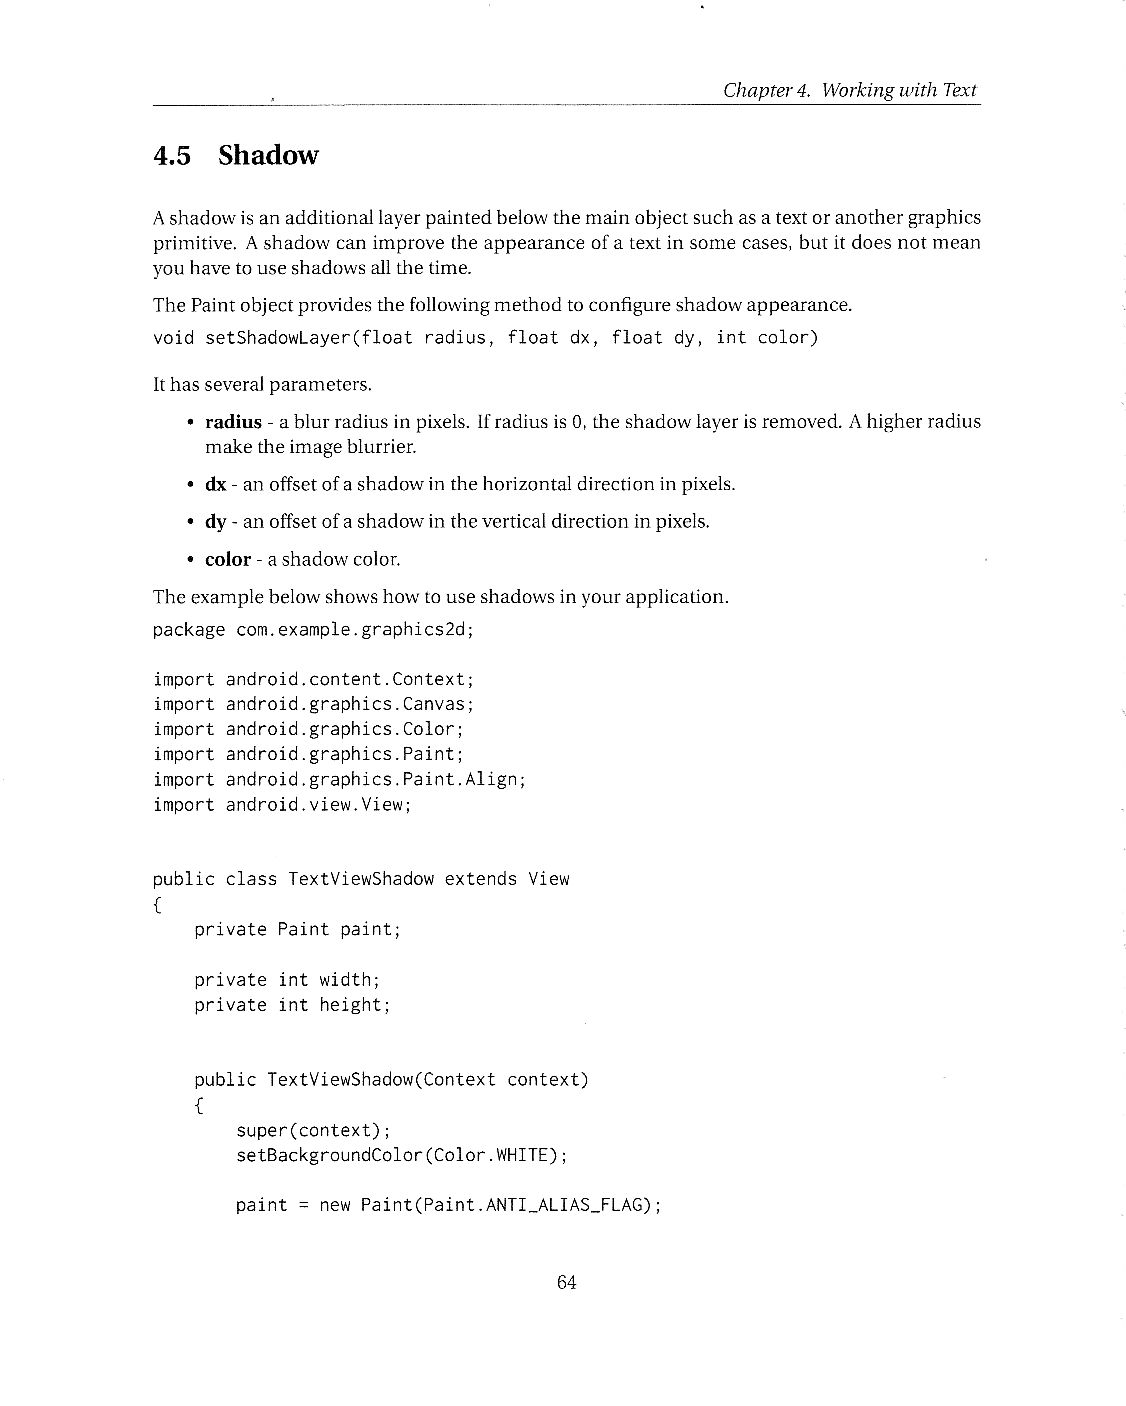 Chapter 4. Working with Text
4.5 Shadow
A shadow is an additional layer painted below the main object such as a text or another graphics
primitive. A shadow can improve the appearance of a text in some cases, but it does not mean
you have to use shadows all the time.
The Paint object provides the following method to configure shadow appearance.
void setShadowLayer(float radius, float dx, float dy, int color)
It has several parameters.
• radius - a blur radius in pixels. If radius is 0, the shadow layer is removed. A higher radius
make the image blurrier.
• dx - an offset of a shadow in the horizontal direction in pixels.
• dy - an offset of a shadow in the vertical direction in pixels.
• color - a shadow color.
The example below shows how to use shadows in your application.
package com.example.graphics2d;
import android.content.Context;
import android.graphics.Canvas;
import android.graphics.Color;
import android.graphics.Paint;
import android.graphics.Paint.Align;
import android.view.View;
public class TextViewShadow extends View
{
private Paint paint;
private int width;
private int height;
public TextViewShadow(Context context)
{
super(context);
setBackgroundColor(Color.WHITE);
paint = new Paint(Paint.ANTI_ALIAS_FLAG);
64